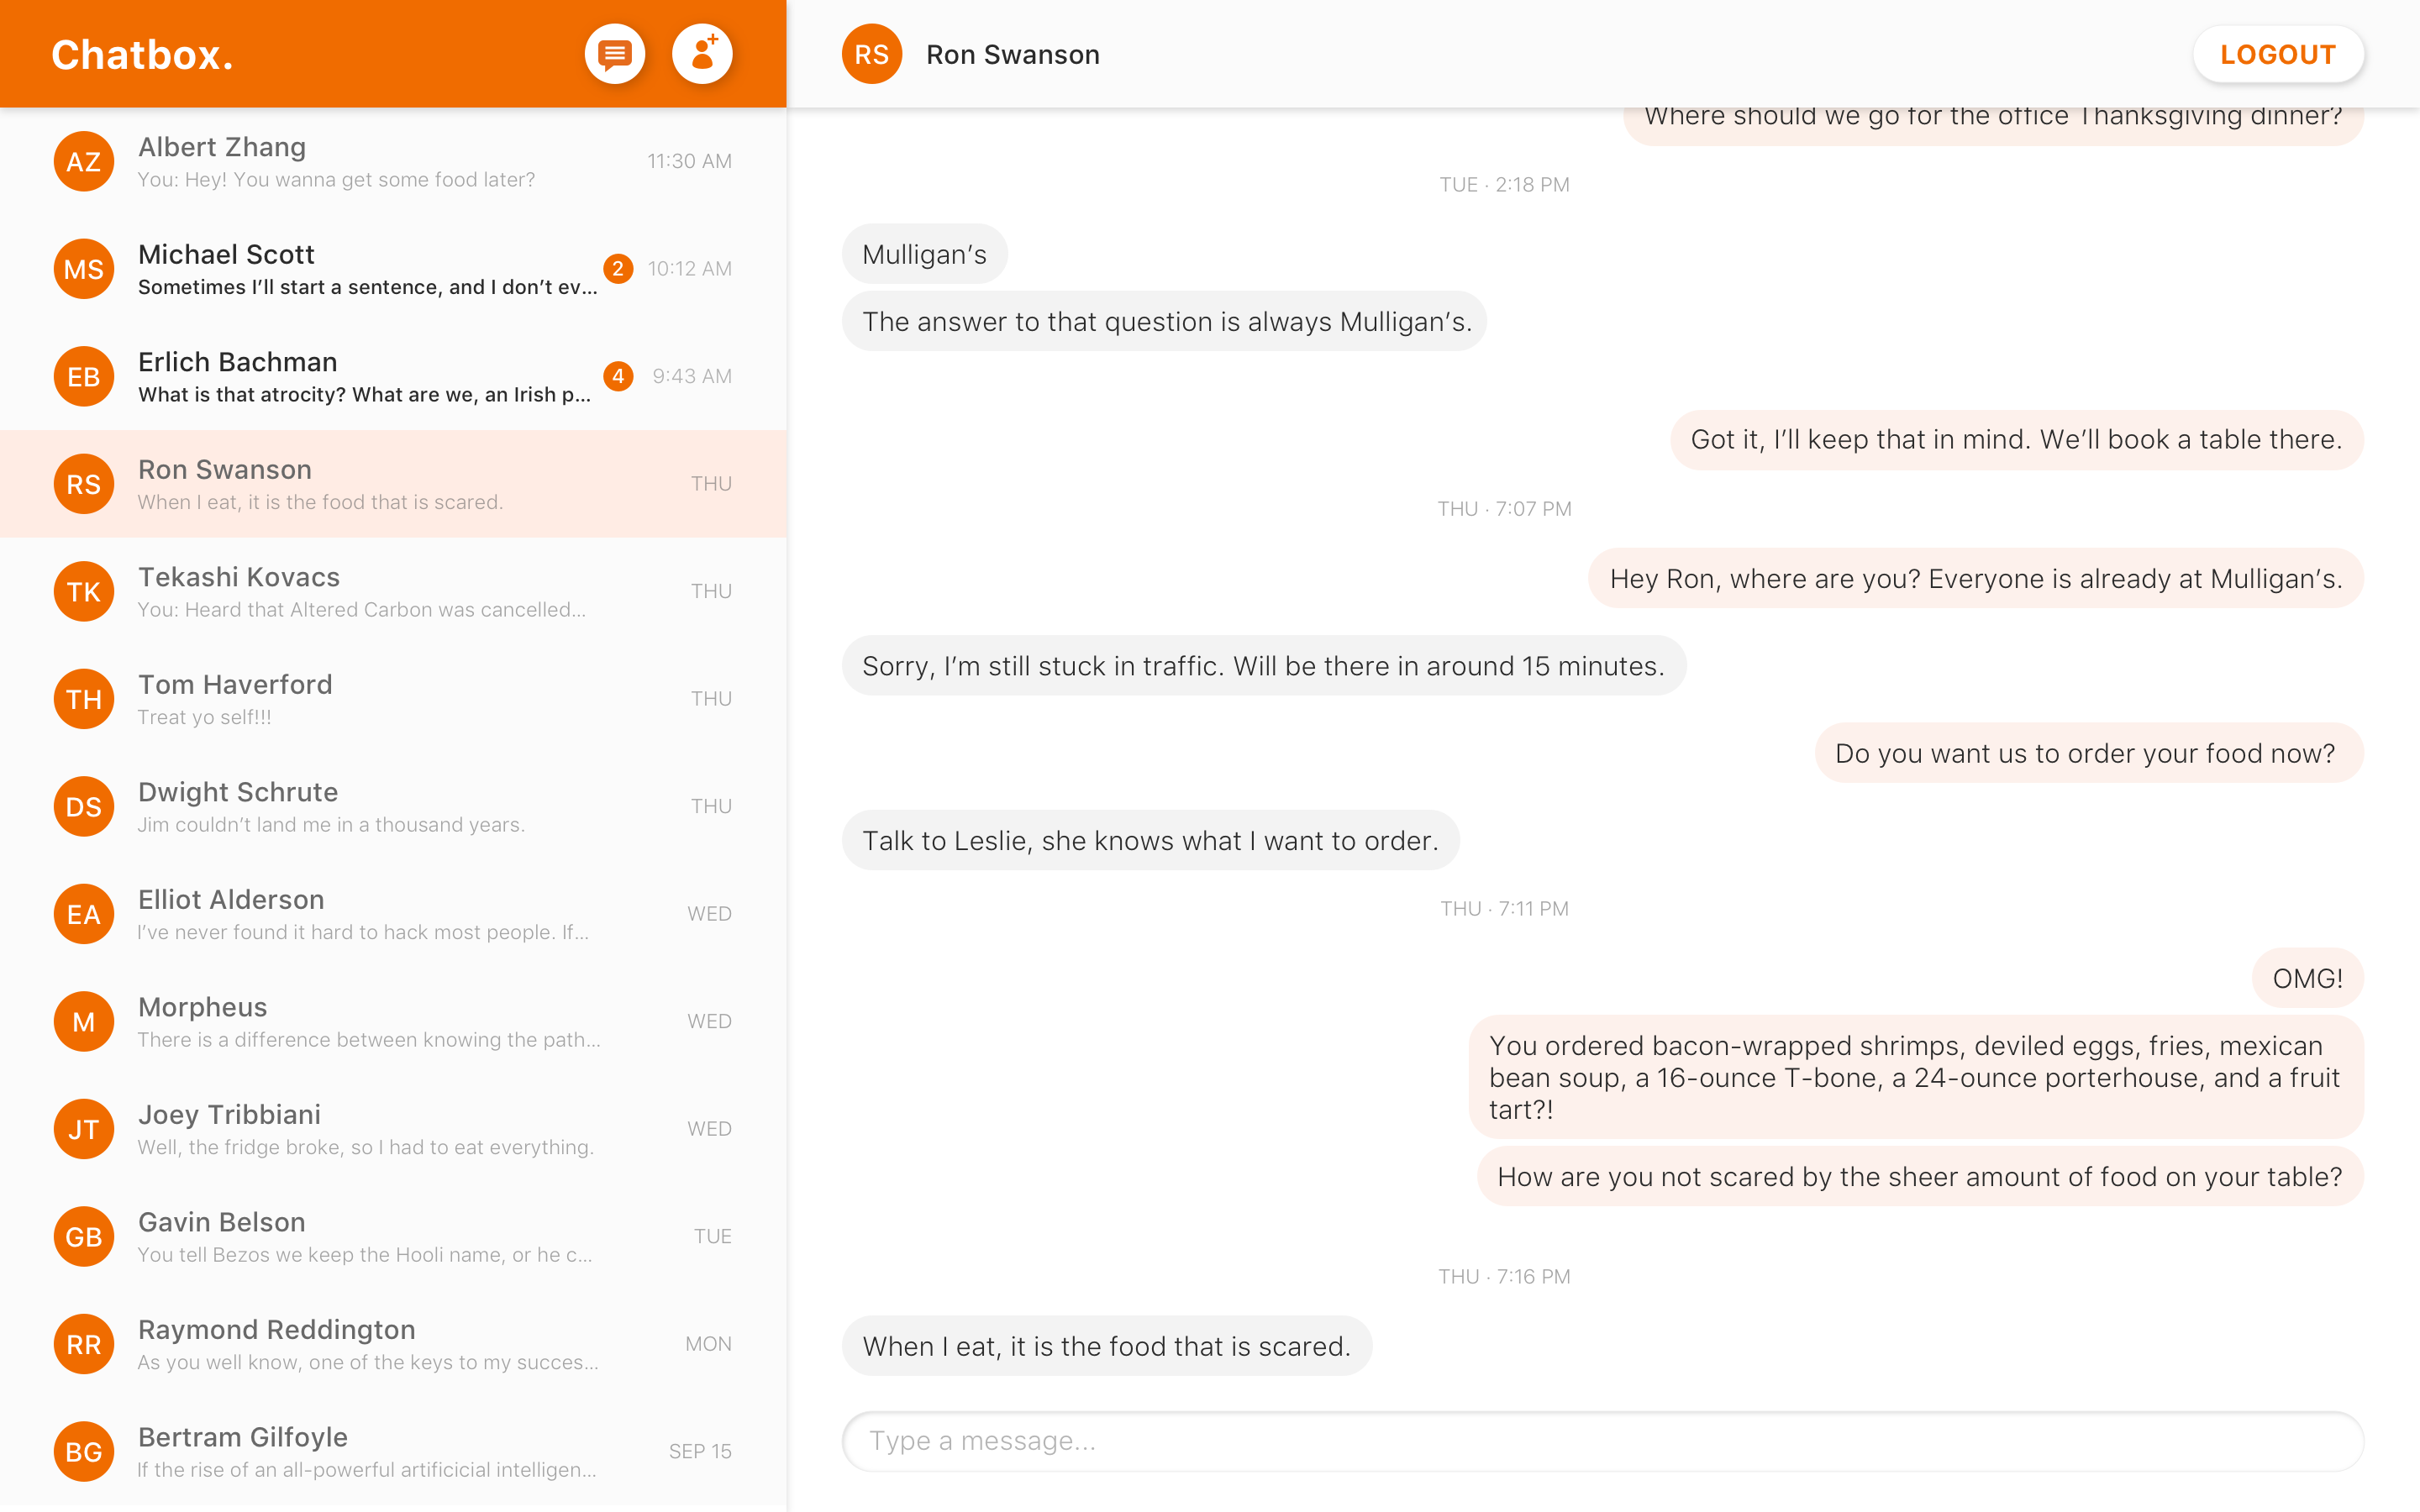 Chatbox.
AZ
Albert Zhang
You: Hey! You wanna get some food later?
11:30 AM
MS
Michael Scott
Sometimes I’ll start a sentence, and I don’t ev...
2
10:12 AM
EB
Erlich Bachman
What is that atrocity? What are we, an Irish p...
4
9:43 AM
RS
Ron Swanson
When I eat, it is the food that is scared.
THU
TK
Tekashi Kovacs
You: Heard that Altered Carbon was cancelled...
THU
TH
Tom Haverford
Treat yo self!!!
THU
DS
Dwight Schrute
Jim couldn’t land me in a thousand years.
THU
EA
Elliot Alderson
I’ve never found it hard to hack most people. If...
WED
M
Morpheus
There is a difference between knowing the path...
WED
JT
Joey Tribbiani
Well, the fridge broke, so I had to eat everything.
WED
GB
Gavin Belson
You tell Bezos we keep the Hooli name, or he c...
TUE
RR
Raymond Reddington
As you well know, one of the keys to my succes...
MON
BG
Bertram Gilfoyle
If the rise of an all-powerful artificicial intelligen...
SEP 15
RS
Ron Swanson
LOGOUT
Where should we go for the office Thanksgiving dinner?
TUE · 2:18 PM
Mulligan’s
The answer to that question is always Mulligan’s.
Got it, I’ll keep that in mind. We’ll book a table there.
THU · 7:07 PM
Hey Ron, where are you? Everyone is already at Mulligan’s.
Sorry, I’m still stuck in traffic. Will be there in around 15 minutes.
Do you want us to order your food now?
Talk to Leslie, she knows what I want to order.
THU · 7:11 PM
OMG!
You ordered bacon-wrapped shrimps, deviled eggs, fries, mexican
bean soup, a 16-ounce T-bone, a 24-ounce porterhouse, and a fruit
tart?!
How are you not scared by the sheer amount of food on your table?
THU · 7:16 PM
When I eat, it is the food that is scared.
Type a message...